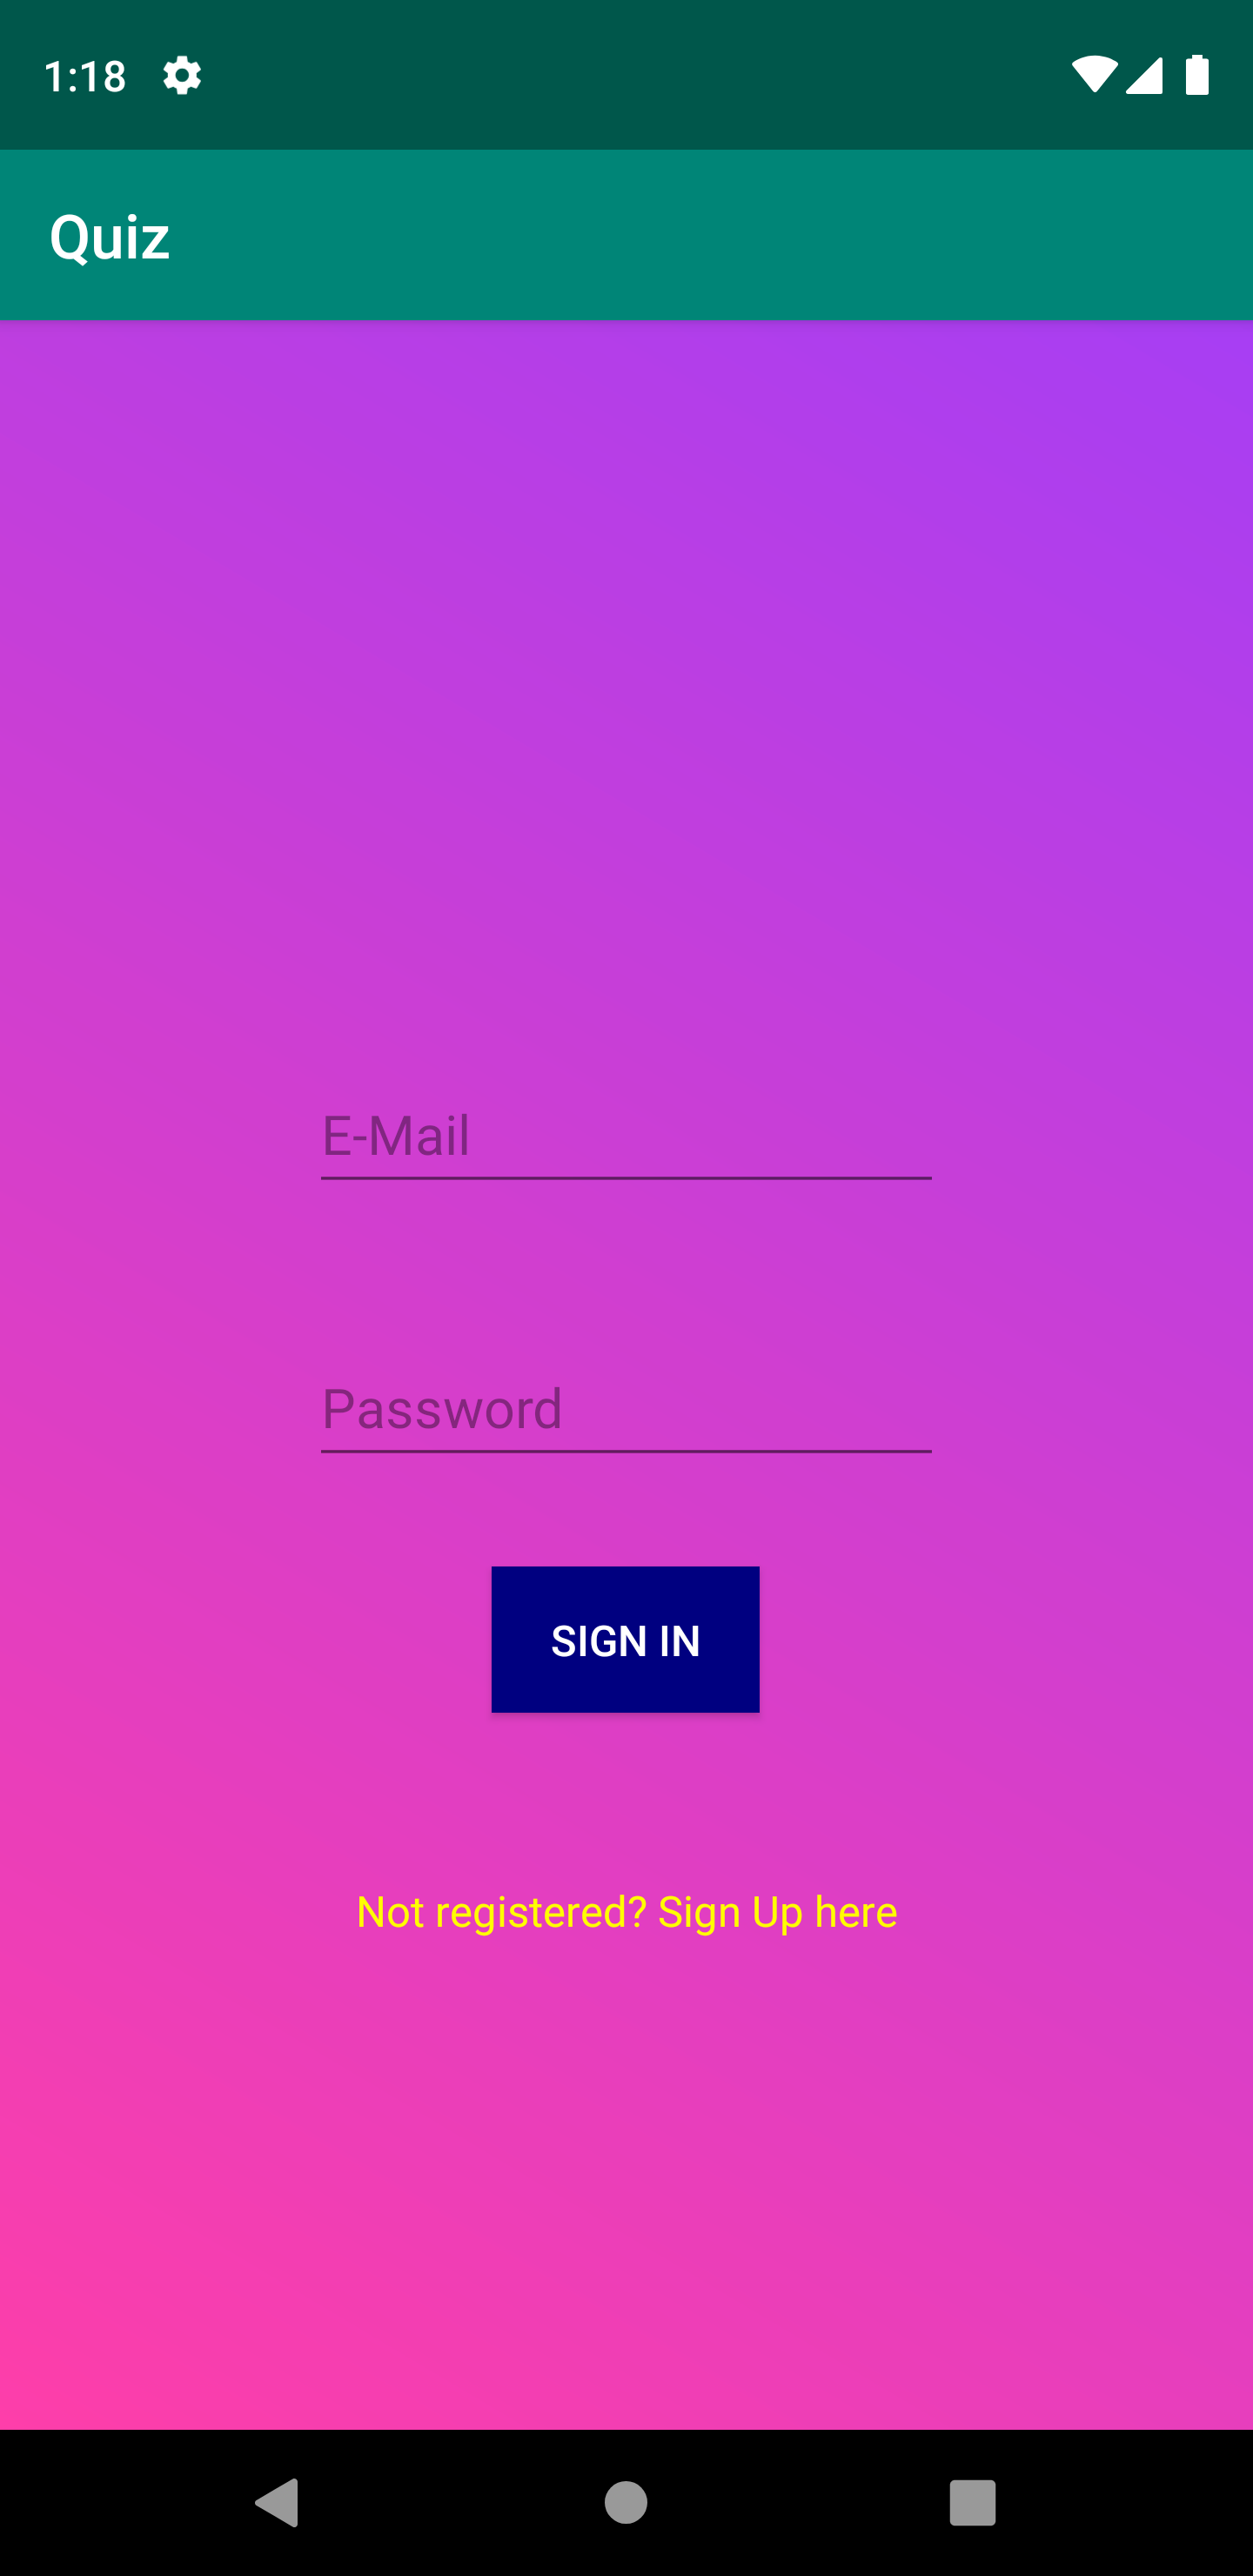 1:18
Quiz
E-Mail
Password
SIGN IN
Not registered? Sign Up here